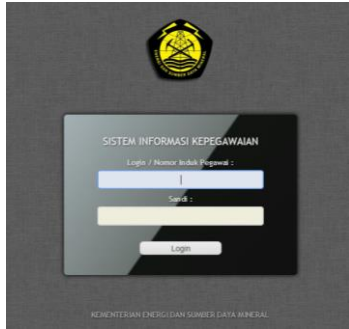 SISTEM INFORMASI KEPEGAWAIAN
Login / Nomor Induk Pegawai :
Sandi :
Login
KEMENTERIAN ENERGI DAN SUMBER DAYA MINERAL